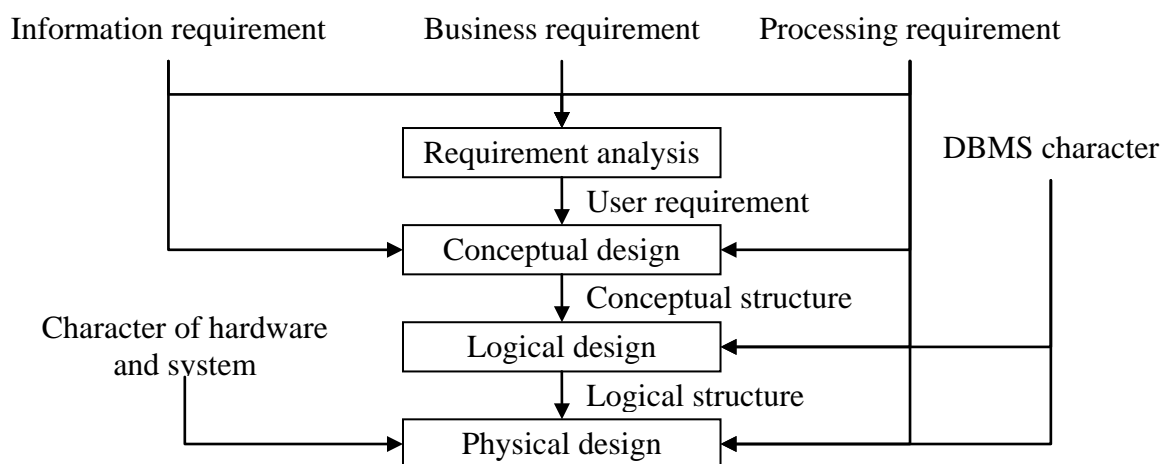 Information requirement
Business requirement
Processing requirement
Requirement analysis
DBMS character
User requirement
Conceptual design
Conceptual structure
Character of hardware
and system
Logical design
Logical structure
Physical design